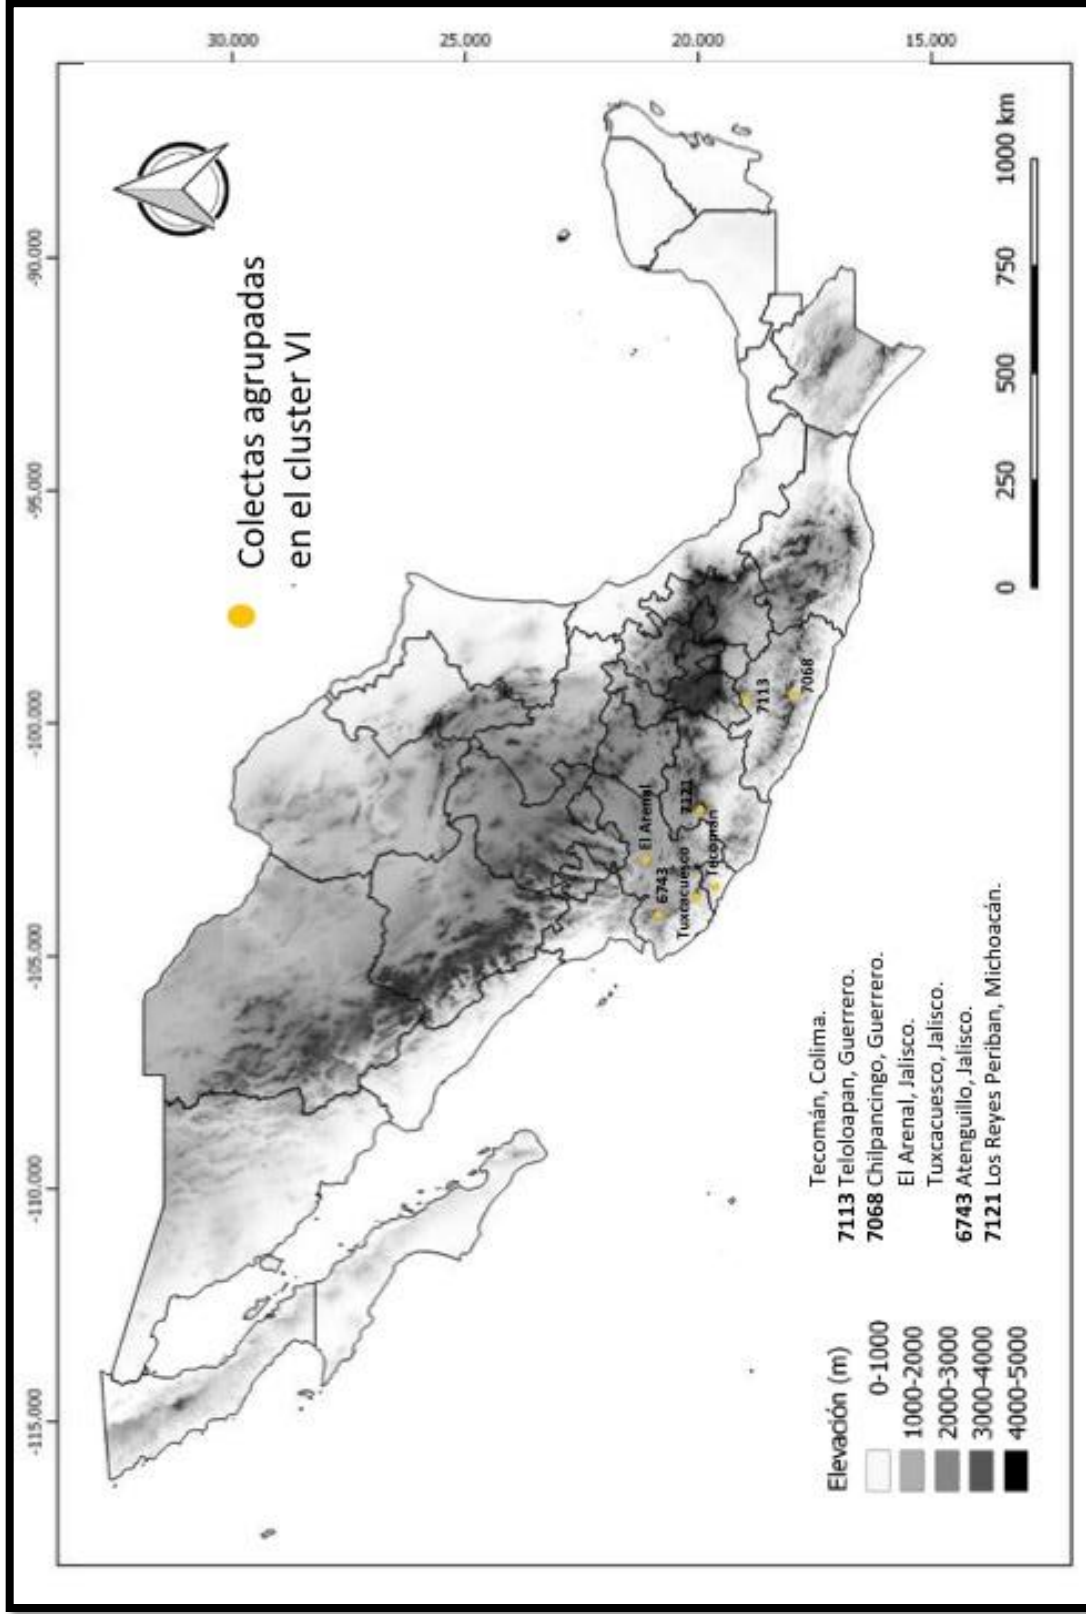 -115.000
-110.000
-105.000
-100.000
-95.000
-90.000
30.000
25.000
20.000
15.000
Colectas agrupadas
en el cluster VI
6743
El Arenal
Tuxcacuesco
7121
Tecomán
7113
7068
Elevación (m)
0-1000
1000-2000
2000-3000
3000-4000
4000-5000
Tecomán, Colima.
7113 Teloloapan, Guerrero.
7068 Chilpancingo, Guerrero.
El Arenal, Jalisco.
Tuxcacuesco, Jalisco.
6743 Atenguillo, Jalisco.
7121 Los Reyes Periban, Michoacán.
0 250 500 750 1000 km